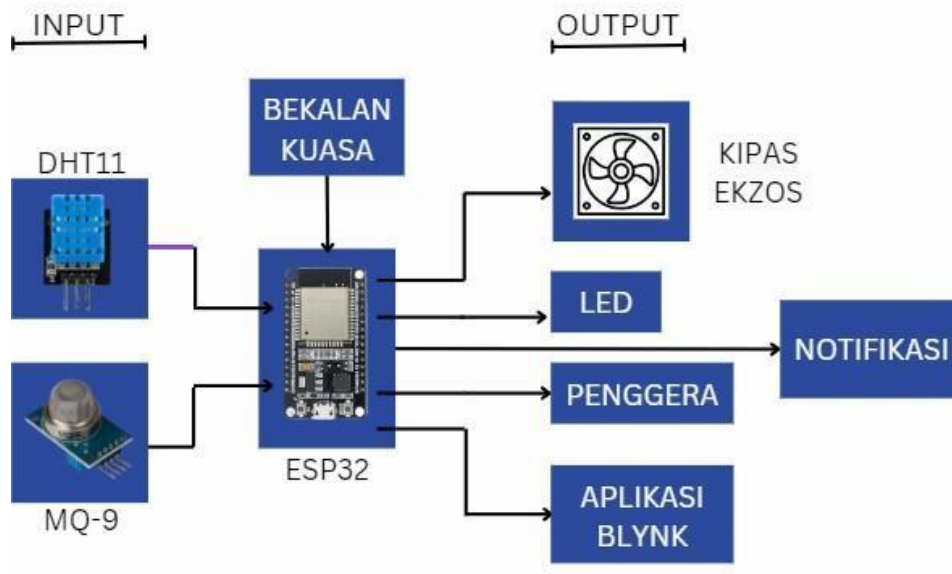 INPUT
OUTPUT
BEKALAN
KUASA
DHT11
KIPAS
EKZOS
LED
NOTIFIKASI
PENGGERA
ESP32
MQ-9
APLIKASI
BLYNK